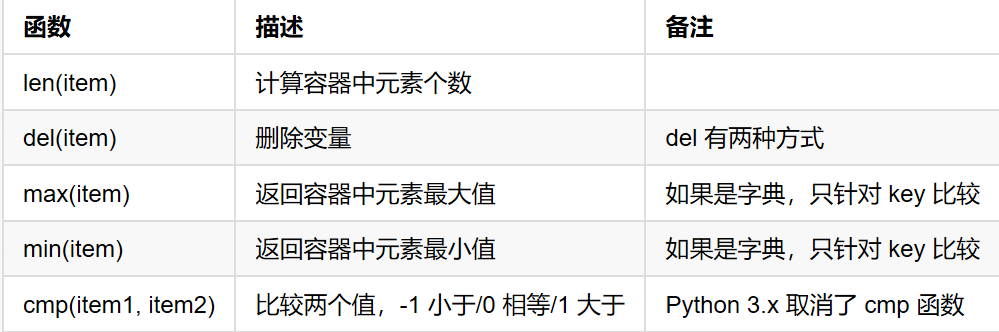 函数 描述 备注
len(item) 计算容器中元素个数
del(item) 删除变量 del 有两种方式
max(item) 返回容器中元素最大值 如果是字典，只针对 key 比较
min(item) 返回容器中元素最小值 如果是字典，只针对 key 比较
cmp(item1, item2) 比较两个值，-1 小于/0 相等/1 大于 Python 3.x 取消了 cmp 函数